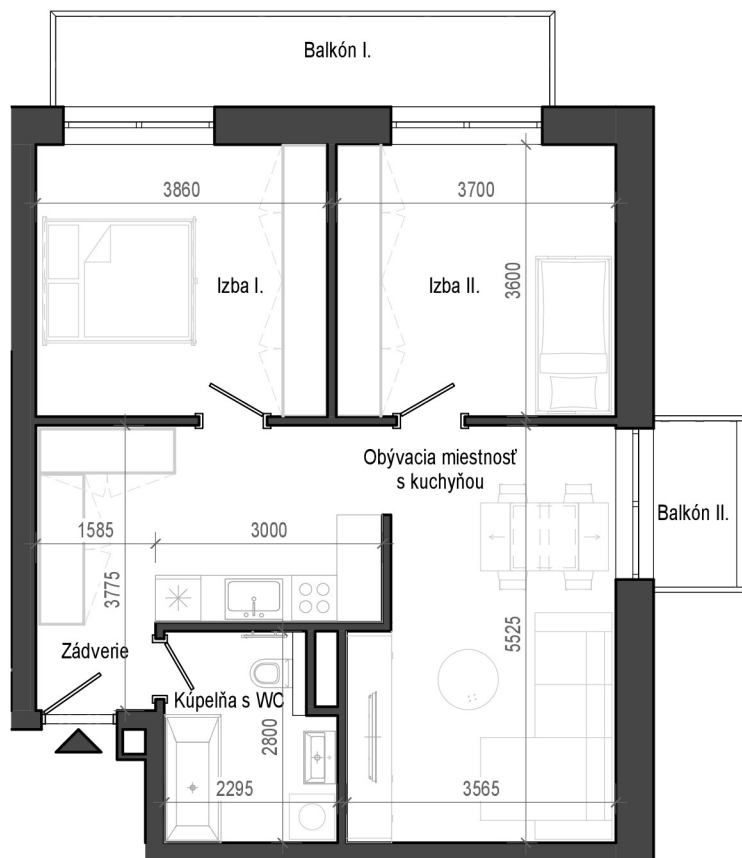 Balkón I.
3860
3700
Izba I.
Izba II.
3600
Obývacia miestnosť
s kuchyňou
Balkón II.
1585
3000
3775
5525
Zádverie
Kúpelňa s WC
2800
2295
3565